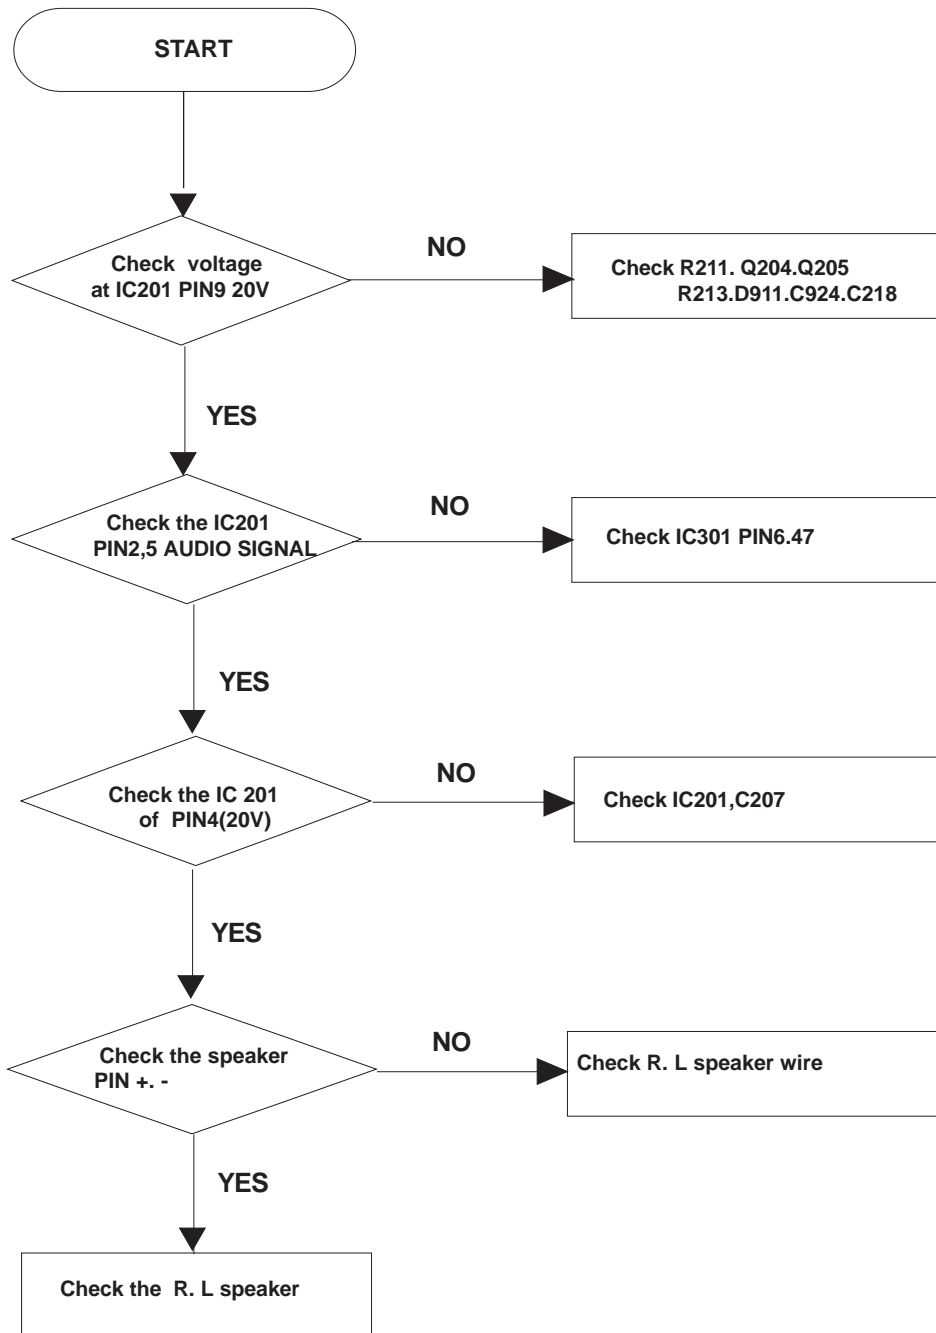 START
Check voltage
at IC201 PIN9 20V
NO
Check R211. Q204.Q205
R213.D911.C924.C218
YES
Check the IC201
PIN2,5 AUDIO SIGNAL
NO
Check IC301 PIN6.47
YES
Check the IC 201
of PIN4(20V)
NO
Check IC201,C207
YES
Check the speaker
PIN +. -
NO
Check R. L speaker wire
YES
Check the R. L speaker